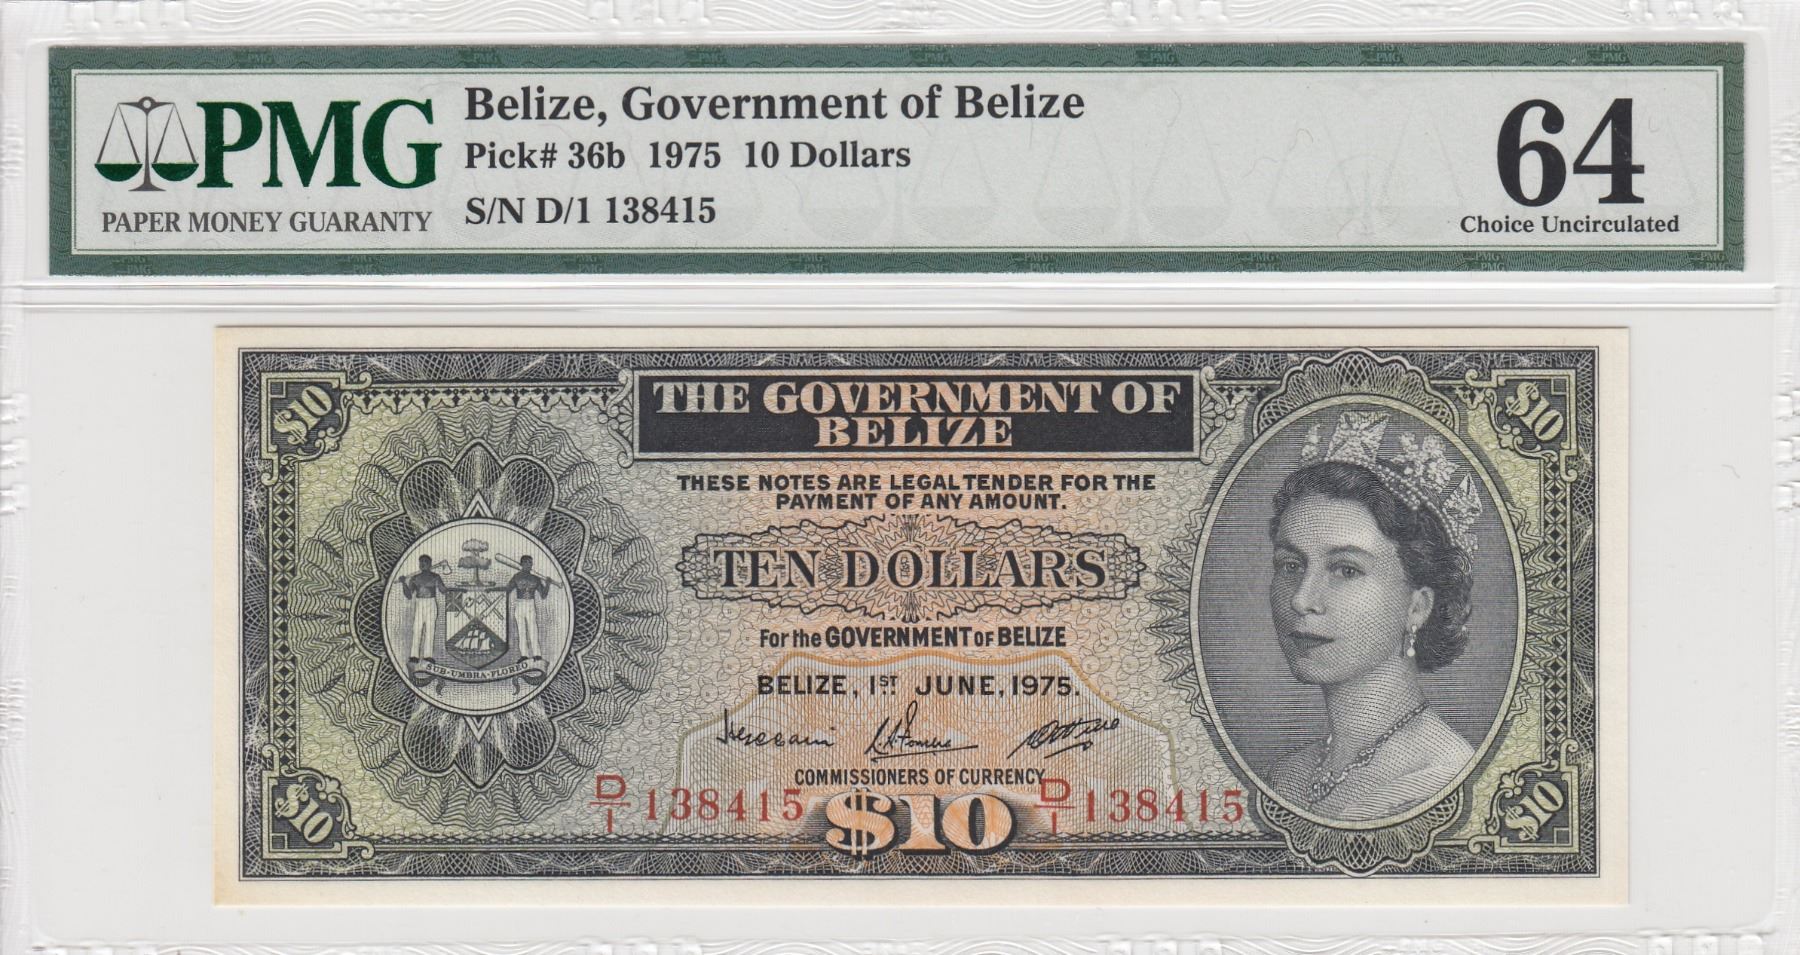 PMG
PAPER MONEY GUARANTY
Belize, Government of Belize
Pick# 36b 1975 10 Dollars
S/N D/1 138415
64
Choice Uncirculated
$10
$10
THE GOVERNMENT OF
BELIZE
THESE NOTES ARE LEGAL TENDER FOR THE
PAYMENT OF ANY AMOUNT.
TEN DOLLARS
For the GOVERNMENT of BELIZE
BELIZE, 1ST JUNE, 1975.
SUB·UMBRA·FLOREO
COMMISSIONERS OF CURRENCY
D/1 138415
D/1 138415
$10
$10
$10